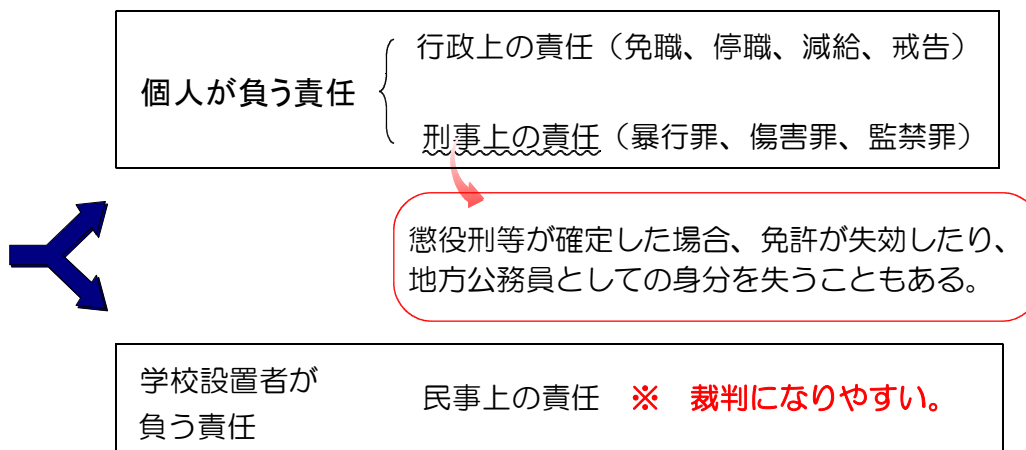 行政上の責任（免職、停職、減給、戒告）
個人が負う責任
刑事上の責任（暴行罪、傷害罪、監禁罪）
懲役刑等が確定した場合、免許が失効したり、
地方公務員としての身分を失うこともある。
学校設置者が
負う責任
民事上の責任　※　裁判になりやすい。